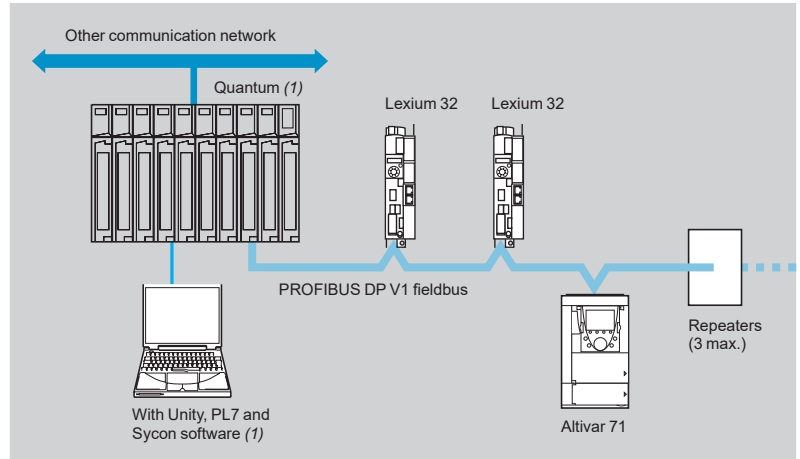 Other communication network
Quantum (1)
Lexium 32
Lexium 32
PROFIBUS DP V1 fieldbus
Repeaters
(3 max.)
With Unity, PL7 and
Sycon software (1)
Altivar 71